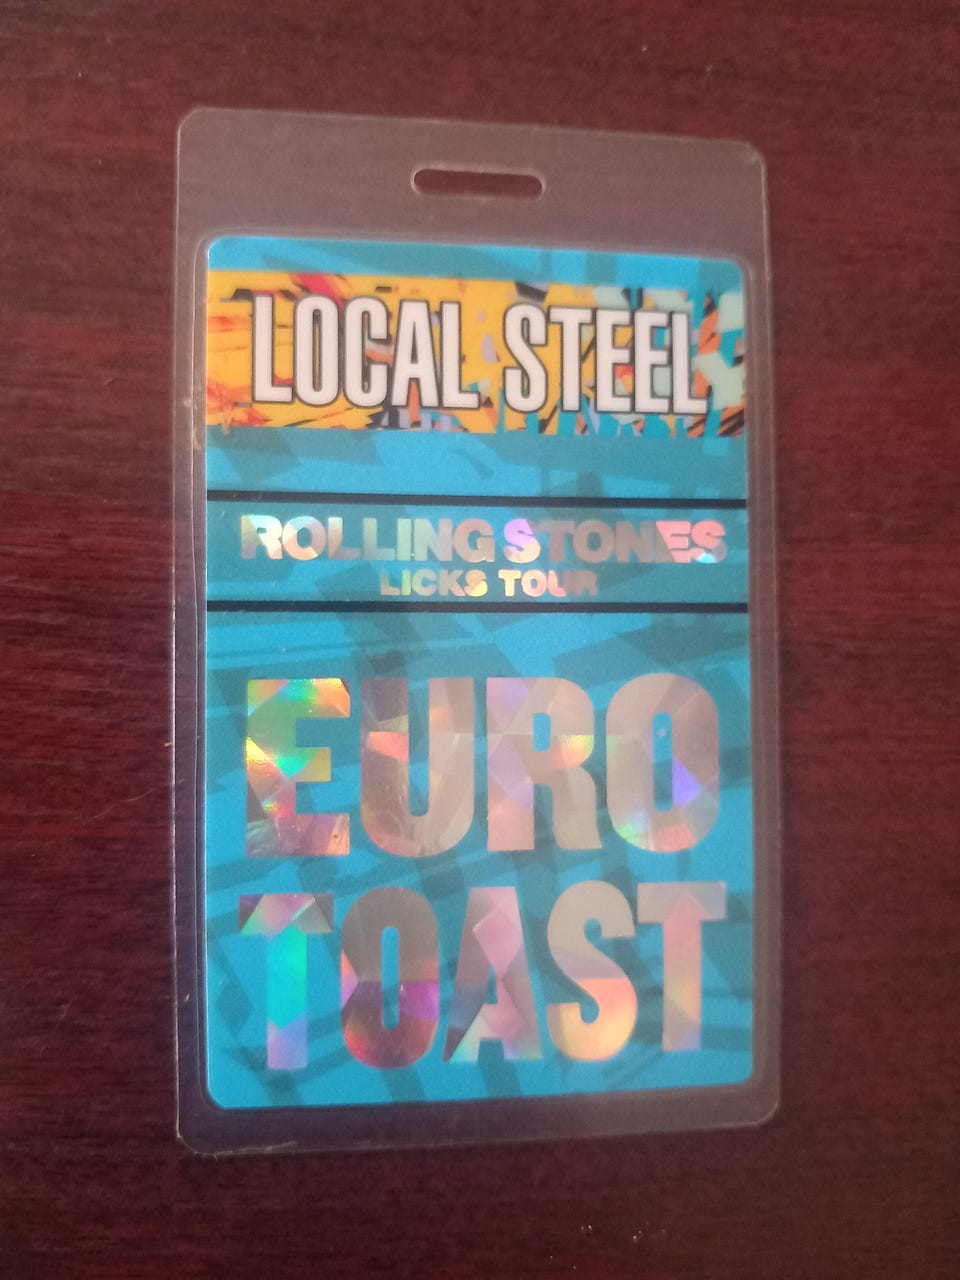 LOCAL STEEL
ROLLING STONES
LICKS TOUR
EURO
TOAST